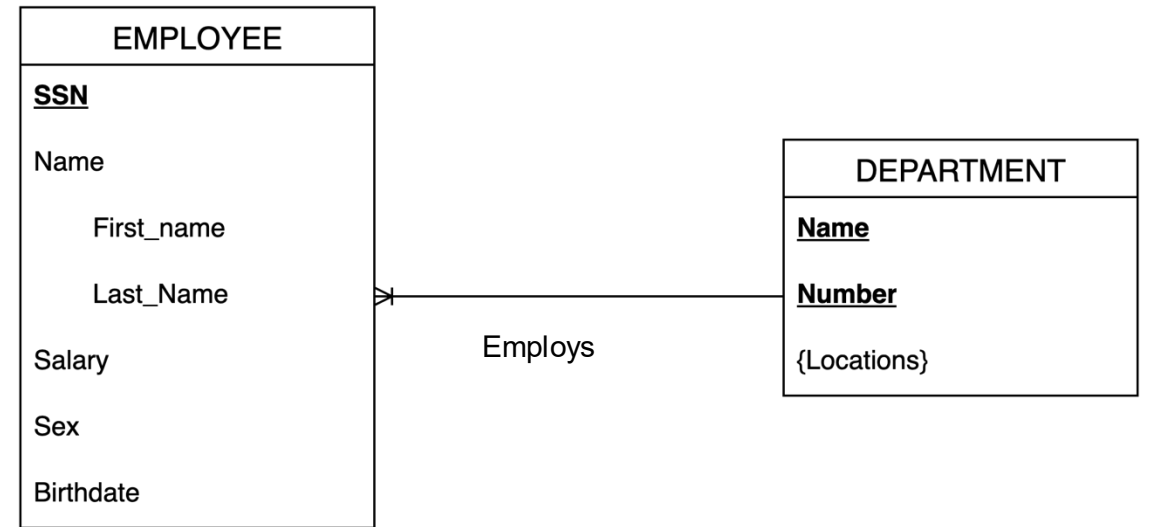 EMPLOYEE
SSN
Name
First_name
Last_Name
Salary
Sex
Birthdate
Employs
DEPARTMENT
Name
Number
{Locations}